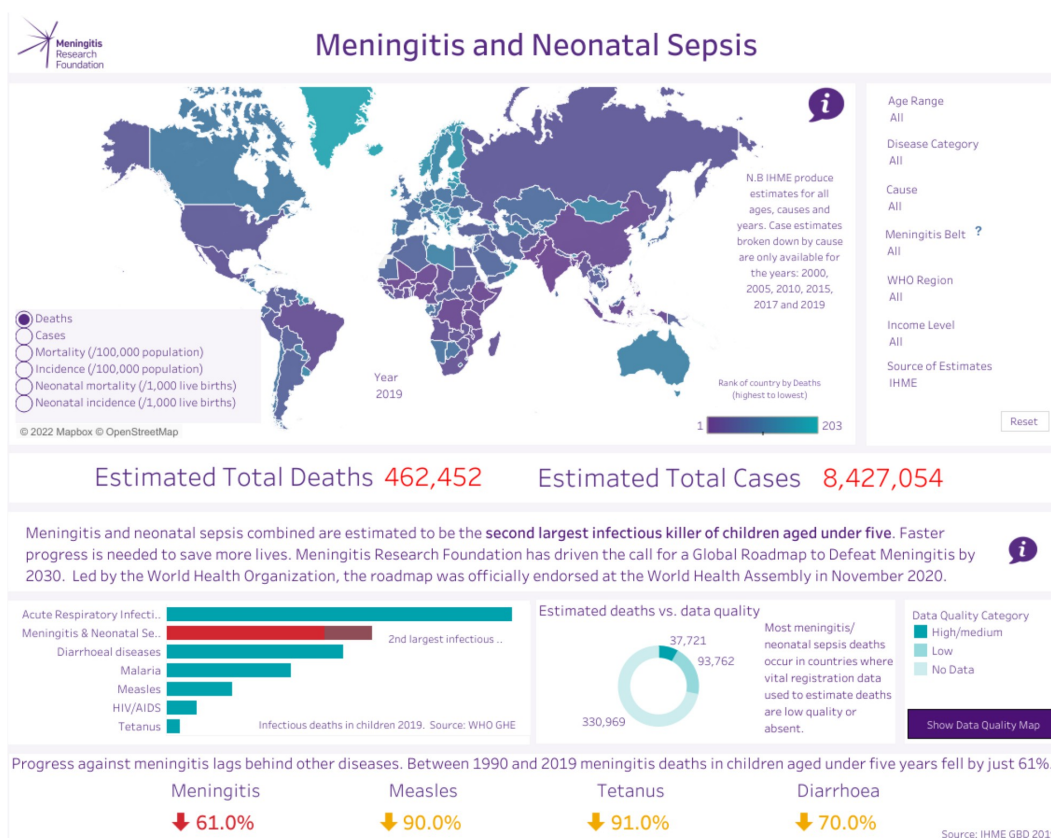 Meningitis
Research
Foundation
Meningitis and Neonatal Sepsis
i
N.B IHME produce
estimates for all
ages, causes and
years. Case estimates
broken down by cause
are only available for
the years: 2000,
2005, 2010, 2015,
2017 and 2019
Deaths
Cases
Mortality (/100,000 population)
Incidence (/100,000 population)
Neonatal mortality (/1,000 live births)
Neonatal incidence (/1,000 live births)
Year
2019
Rank of country by Deaths
(highest to lowest)
1 203
© 2022 Mapbox © OpenStreetMap
Age Range
All
Disease Category
All
Cause
All
Meningitis Belt ?
All
WHO Region
All
Income Level
All
Source of Estimates
IHME
Reset
Estimated Total Deaths 462,452
Estimated Total Cases 8,427,054
Meningitis and neonatal sepsis combined are estimated to be the second largest infectious killer of children aged under five. Faster
progress is needed to save more lives. Meningitis Research Foundation has driven the call for a Global Roadmap to Defeat Meningitis by
2030. Led by the World Health Organization, the roadmap was officially endorsed at the World Health Assembly in November 2020.
i
Acute Respiratory Infecti..
Meningitis & Neonatal Se..
2nd largest infectious ..
Diarrhoeal diseases
Malaria
Measles
HIV/AIDS
Tetanus
Infectious deaths in children 2019. Source: WHO GHE
Estimated deaths vs. data quality
37,721
93,762
330,969
Most meningitis/
neonatal sepsis deaths
occur in countries where
vital registration data
used to estimate deaths
are low quality or
absent.
Data Quality Category
High/medium
Low
No Data
Show Data Quality Map
Progress against meningitis lags behind other diseases. Between 1990 and 2019 meningitis deaths in children aged under five years fell by just 61%.
Meningitis
61.0%
Measles
90.0%
Tetanus
91.0%
Diarrhoea
70.0%
Source: IHME GBD 201